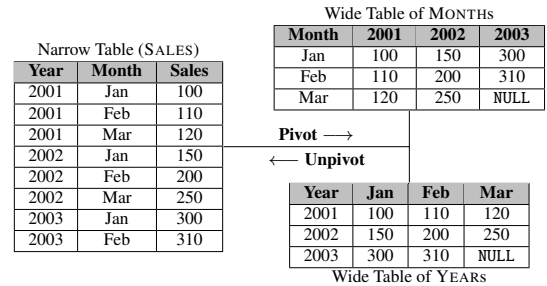 Narrow Table (SALES)
Year Month Sales
2001 Jan 100
2001 Feb 110
2001 Mar 120
2002 Jan 150
2002 Feb 200
2002 Mar 250
2003 Jan 300
2003 Feb 310
Pivot →
← Unpivot
Wide Table of MONTHS
Month 2001 2002 2003
Jan 100 150 300
Feb 110 200 310
Mar 120 250 NULL
Year Jan Feb Mar
2001 100 110 120
2002 150 200 250
2003 300 310 NULL
Wide Table of YEARS